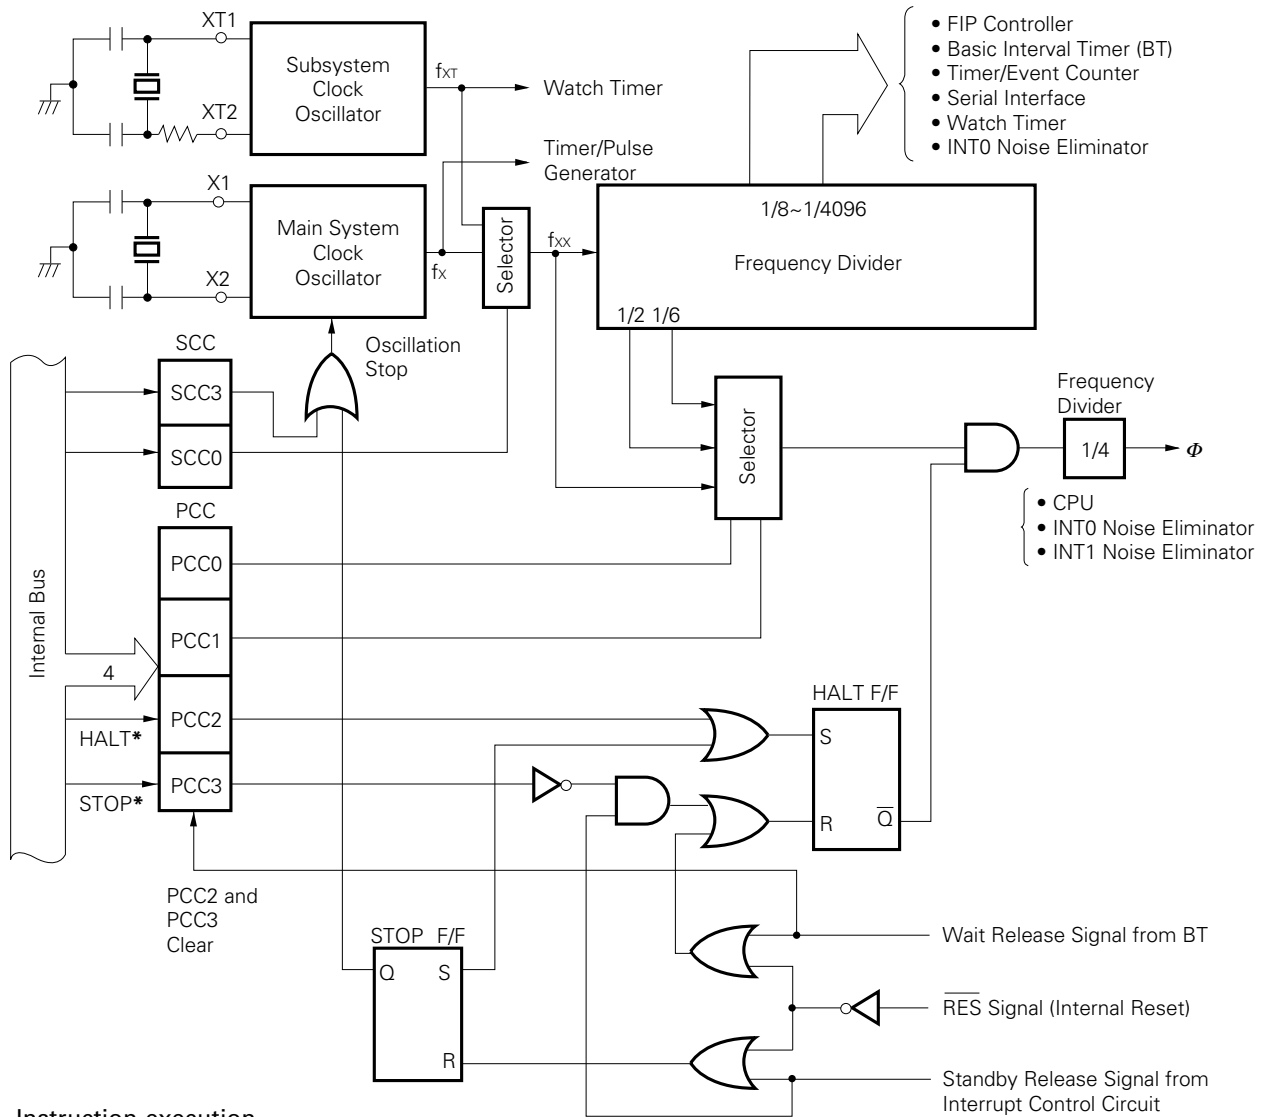 XT1
XT2
Subsystem
Clock
Oscillator
fXT
Watch Timer
• FIP Controller
• Basic Interval Timer (BT)
• Timer/Event Counter
• Serial Interface
• Watch Timer
• INT0 Noise Eliminator
Timer/Pulse
Generator
X1
X2
Main System
Clock
Oscillator
fX
Selector
fXX
1/8~1/4096
Frequency Divider
1/2 1/6
Oscillation
Stop
SCC
SCC3
SCC0
Internal Bus
PCC
PCC0
PCC1
4
PCC2
HALT*
PCC3
STOP*
Selector
Frequency
Divider
1/4
Φ
• CPU
• INT0 Noise Eliminator
• INT1 Noise Eliminator
HALT F/F
S
R
Q̅
PCC2 and
PCC3
Clear
STOP F/F
Q
S
R
Wait Release Signal from BT
R̅E̅S̅ Signal (Internal Reset)
Standby Release Signal from
Interrupt Control Circuit
Instruction execution